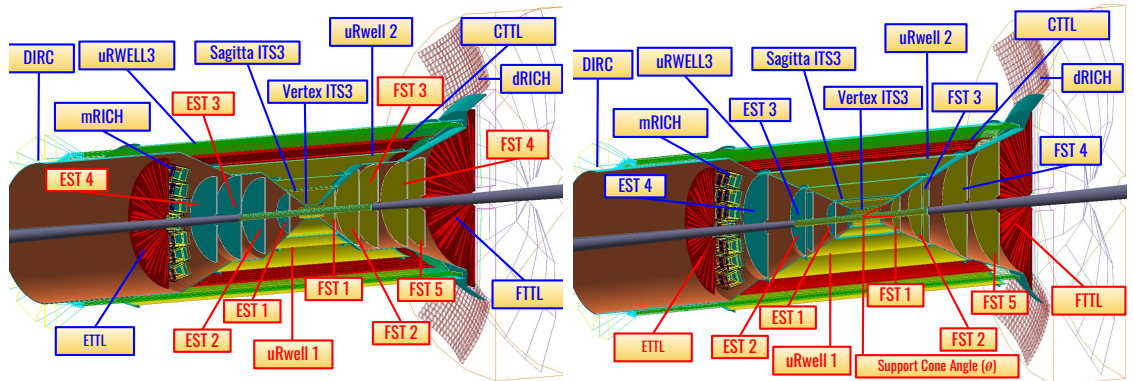 uRwell 2
CTTL
DIRC
uRWELL3
Sagitta ITS3
dRICH
EST 3
Vertex ITS3
FST 3
mRICH
FST 4
EST 4
FTTL
EST 1
FST 1
FST 5
ETTL
EST 2
uRwell 1
FST 2
CTTL
uRwell 2
DIRC
uRWELL3
Sagitta ITS3
dRICH
Vertex ITS3
FST 3
EST 3
mRICH
FST 4
EST 4
FST 1
FST 5
FTTL
EST 1
ETTL
EST 2
FST 2
uRwell 1
Support Cone Angle (θ)